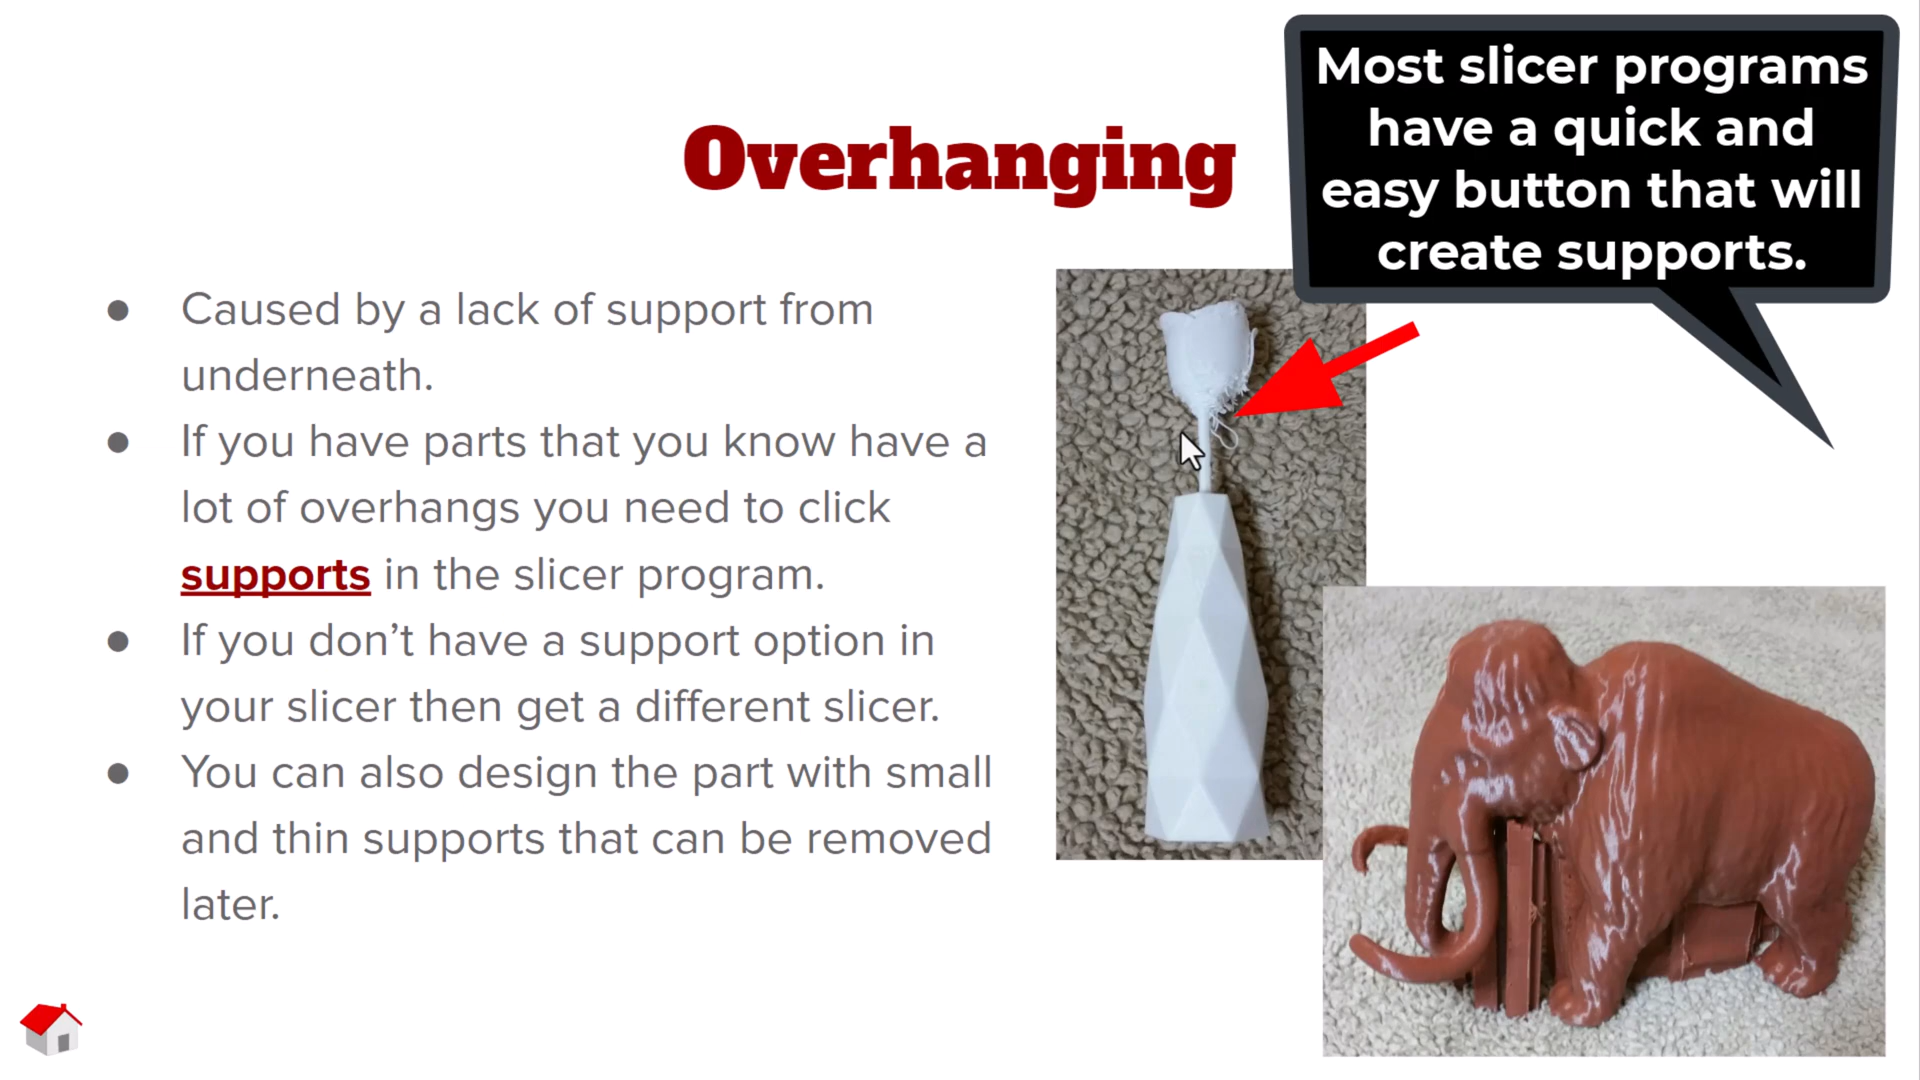 Most slicer programs
have a quick and
easy button that will
create supports.
Overhanging
● Caused by a lack of support from
underneath.
● If you have parts that you know have a
lot of overhangs you need to click
supports in the slicer program.
● If you don’t have a support option in
your slicer then get a different slicer.
● You can also design the part with small
and thin supports that can be removed
later.